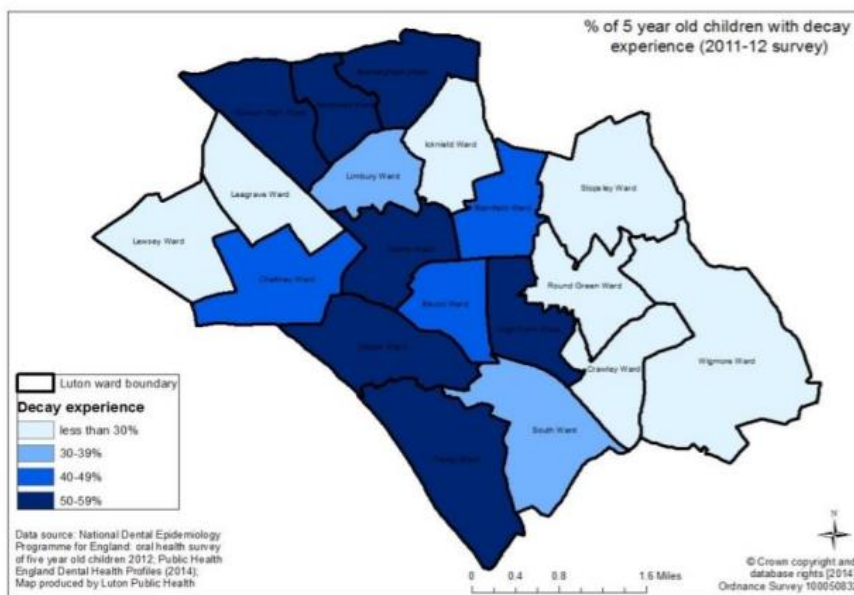 % of 5 year old children with decay
experience (2011-12 survey)
Icknield Ward
Limbury Ward
Stopsley Ward
Leagrave Ward
Lewsey Ward
Challney Ward
Round Green Ward
Crawley Ward
Wigmore Ward
South Ward
Luton ward boundary
Decay experience
less than 30%
30-39%
40-49%
50-59%
Data source: National Dental Epidemiology
Programme for England: oral health survey
of five year old children 2012; Public Health
England Dental Health Profiles (2014);
Map produced by Luton Public Health
0 0.4 0.8 1.6 Miles
N
© Crown copyright and
database rights [2014]
Ordnance Survey 100050832